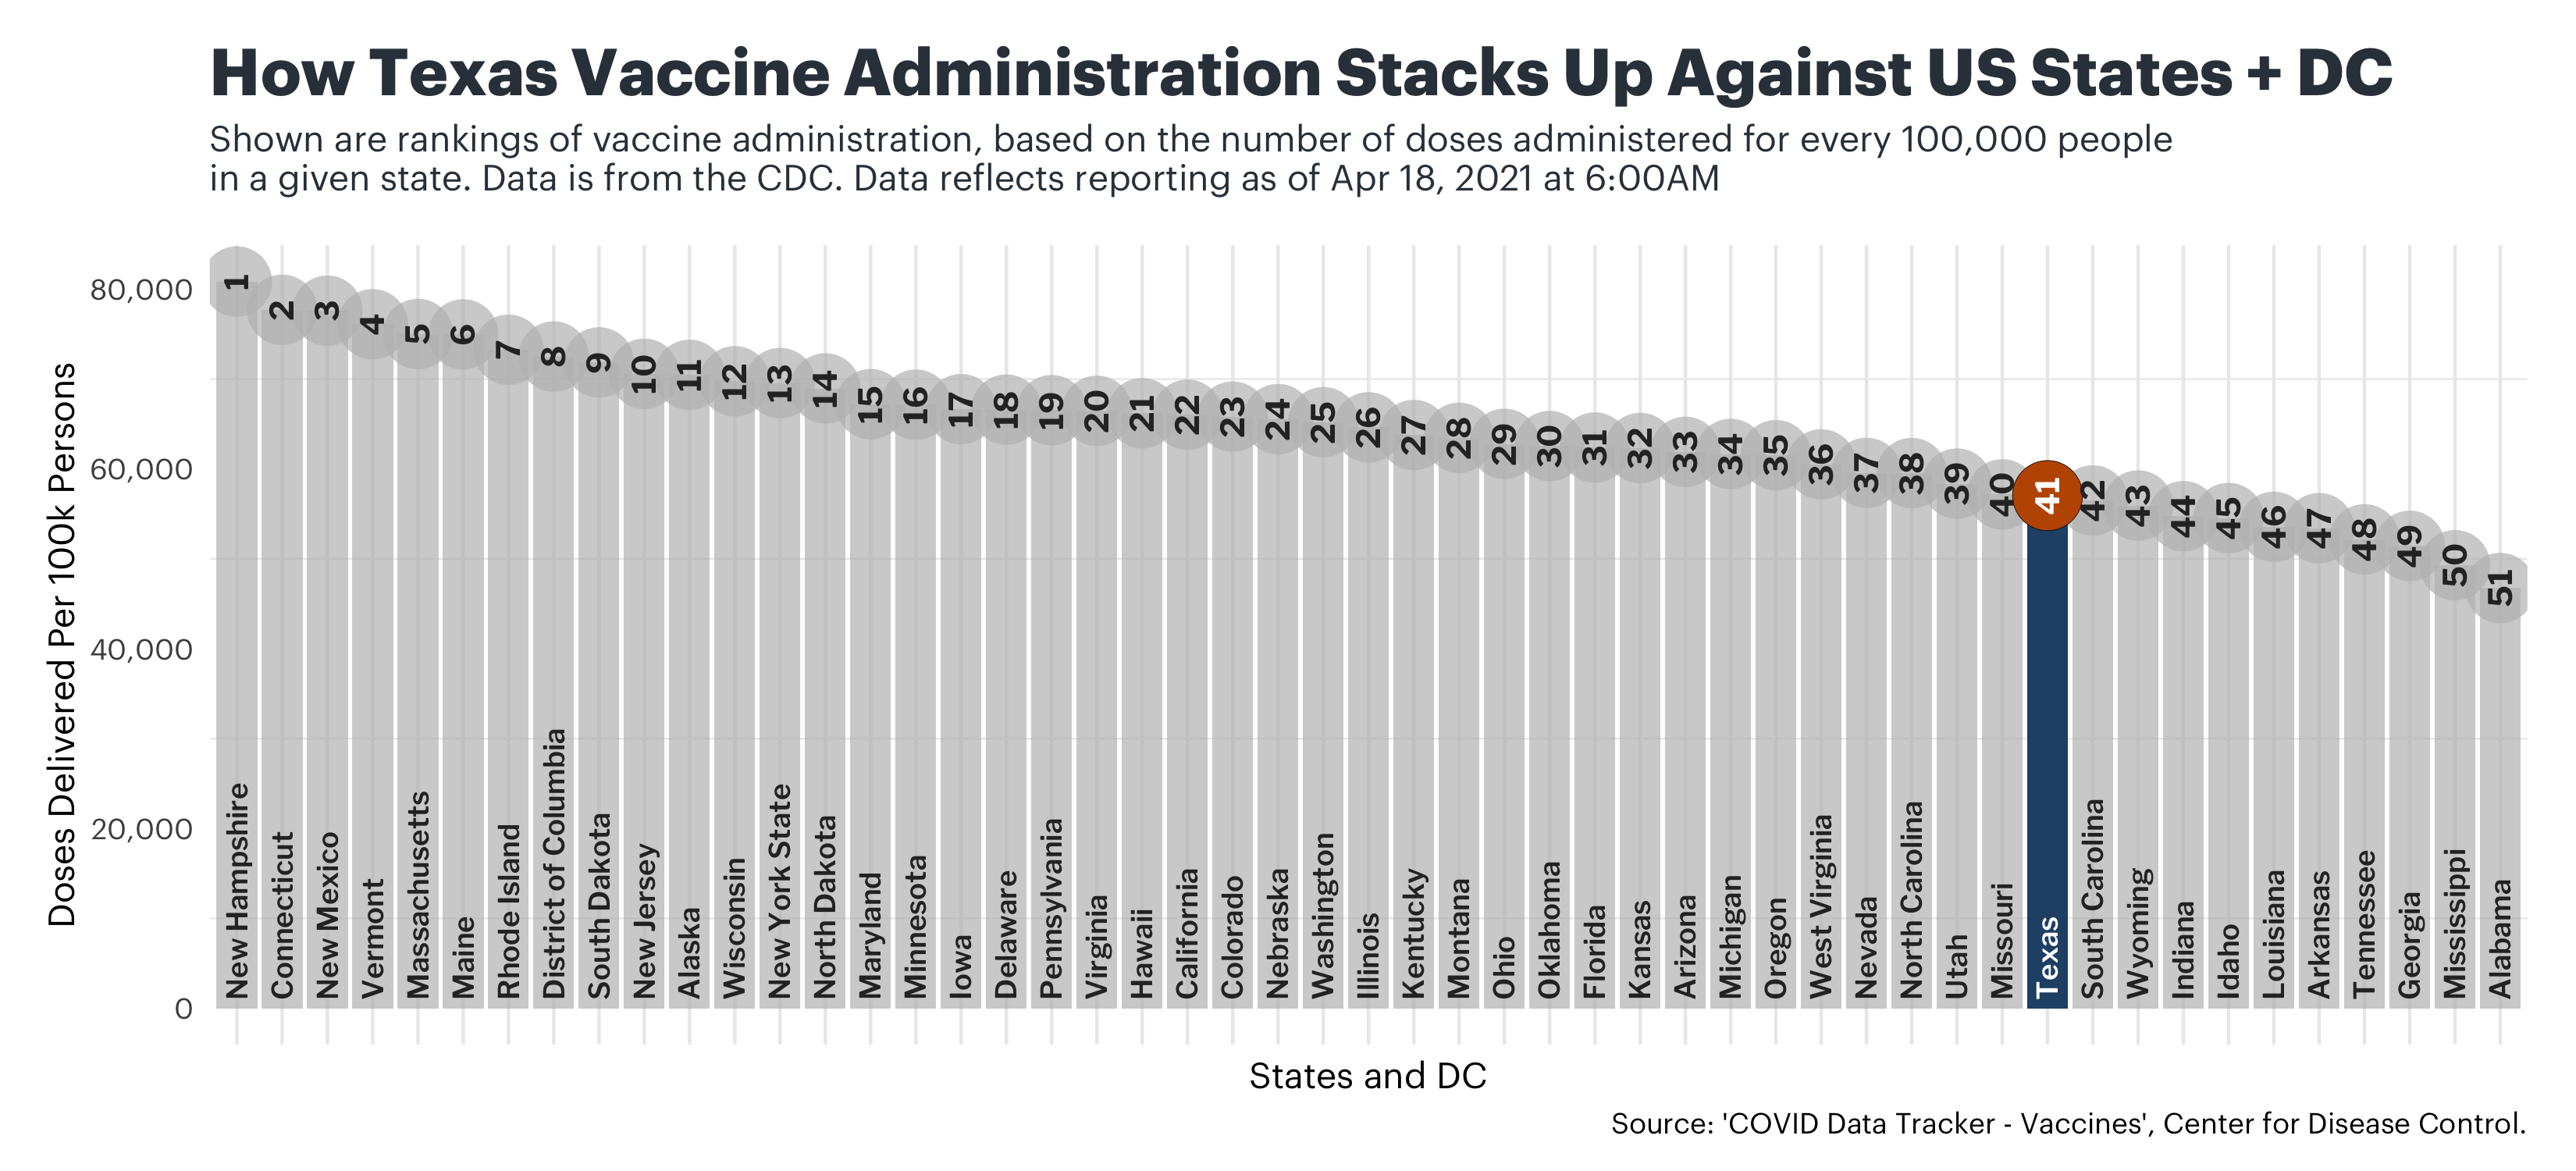 How Texas Vaccine Administration Stacks Up Against US States + DC
Shown are rankings of vaccine administration, based on the number of doses administered for every 100,000 people
in a given state. Data is from the CDC. Data reflects reporting as of Apr 18, 2021 at 6:00AM
Doses Delivered Per 100k Persons
80,000
60,000
40,000
20,000
0
1
2
3
4
5
6
7
8
9
10
11
12
13
14
15
16
17
18
19
20
21
22
23
24
25
26
27
28
29
30
31
32
33
34
35
36
37
38
39
40
41
42
43
44
45
46
47
48
49
50
51
New Hampshire
Connecticut
New Mexico
Vermont
Massachusetts
Maine
Rhode Island
District of Columbia
South Dakota
New Jersey
Alaska
Wisconsin
New York State
North Dakota
Maryland
Minnesota
Iowa
Delaware
Pennsylvania
Virginia
Hawaii
California
Colorado
Nebraska
Washington
Illinois
Kentucky
Montana
Ohio
Oklahoma
Florida
Kansas
Arizona
Michigan
Oregon
West Virginia
Nevada
North Carolina
Utah
Missouri
Texas
South Carolina
Wyoming
Indiana
Idaho
Louisiana
Arkansas
Tennessee
Georgia
Mississippi
Alabama
States and DC
Source: 'COVID Data Tracker - Vaccines', Center for Disease Control.